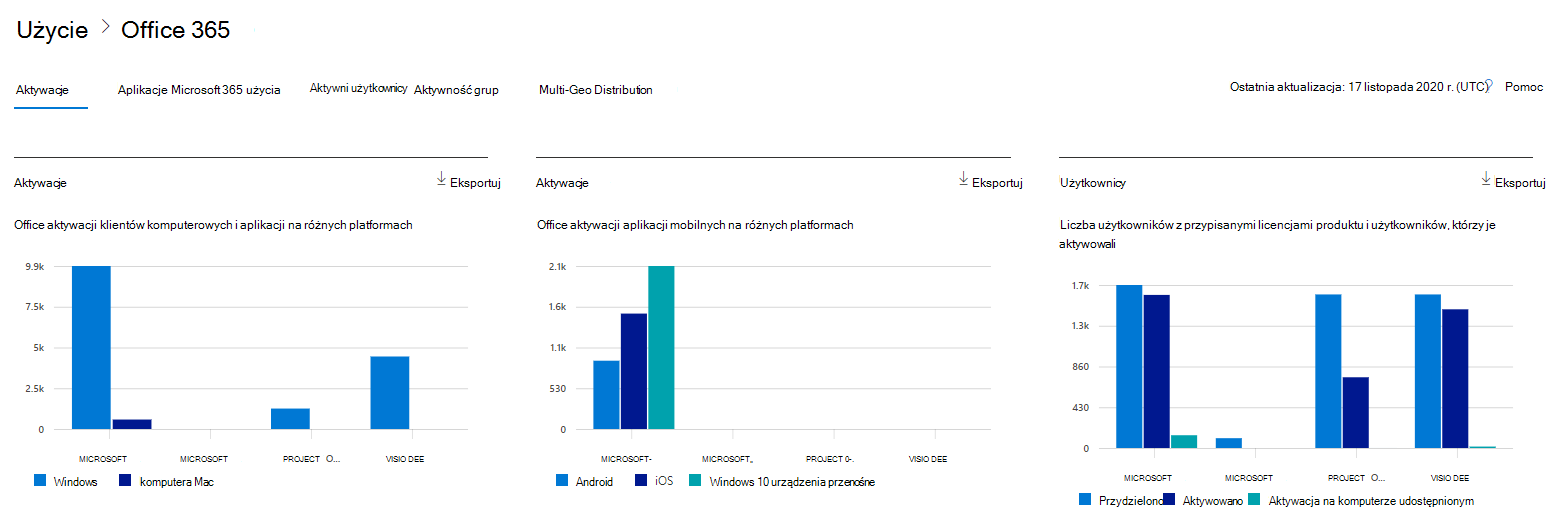 Użycie > Office 365
Aktywacje Aplikacje Microsoft 365 użycia Aktywni użytkownicy Aktywność grup Multi-Geo Distribution Ostatnia aktualizacja: 17 listopada 2020 r. (UTC) Pomoc
Aktywacje Eksportuj
Office aktywacji klientów komputerowych i aplikacji na różnych platformach
9.9k
7.5k
5k
2.5k
0
MICROSOFT MICROSOFT PROJECT O... VISIO DEE
Windows komputera Mac
Aktywacje Eksportuj
Office aktywacji aplikacji mobilnych na różnych platformach
2.1k
1.6k
1.1k
530
0
MICROSOFT- MICROSOFT,, PROJECT 0-. VISIO DEE
Android iOS Windows 10 urządzenia przenośne
Użytkownicy Eksportuj
Liczba użytkowników z przypisanymi licencjami produktu i użytkowników, którzy je
aktywowali
1.7k
1.3k
860
430
0
MICROSOFT MICROSOFT PROJECT O... VISIO DEE
Przydzielono Aktywowano Aktywacja na komputerze udostępnionym